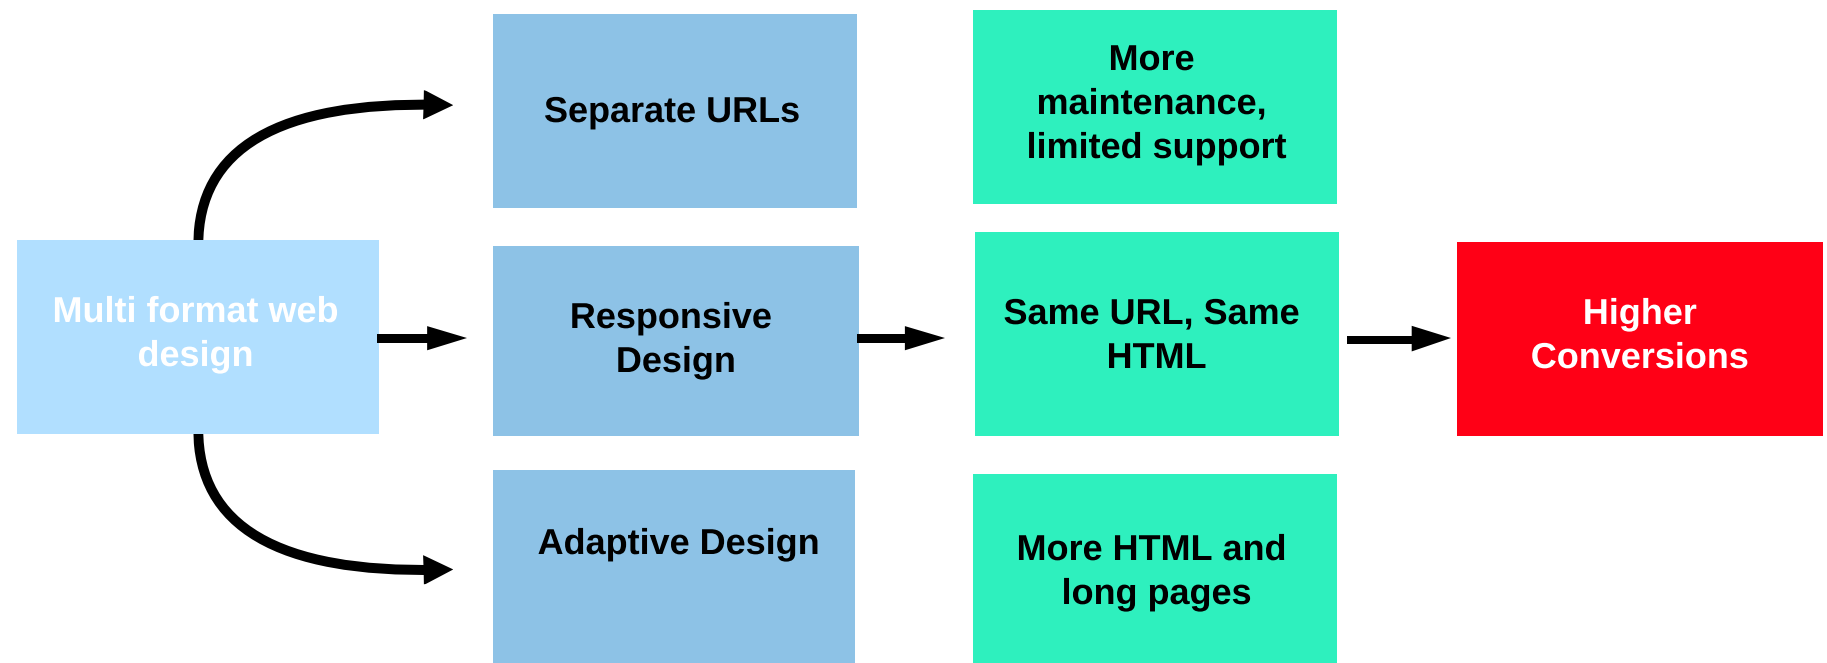 Multi format web
design
Separate URLs
More
maintenance,
limited support
Responsive
Design
Same URL, Same
HTML
Higher
Conversions
Adaptive Design
More HTML and
long pages